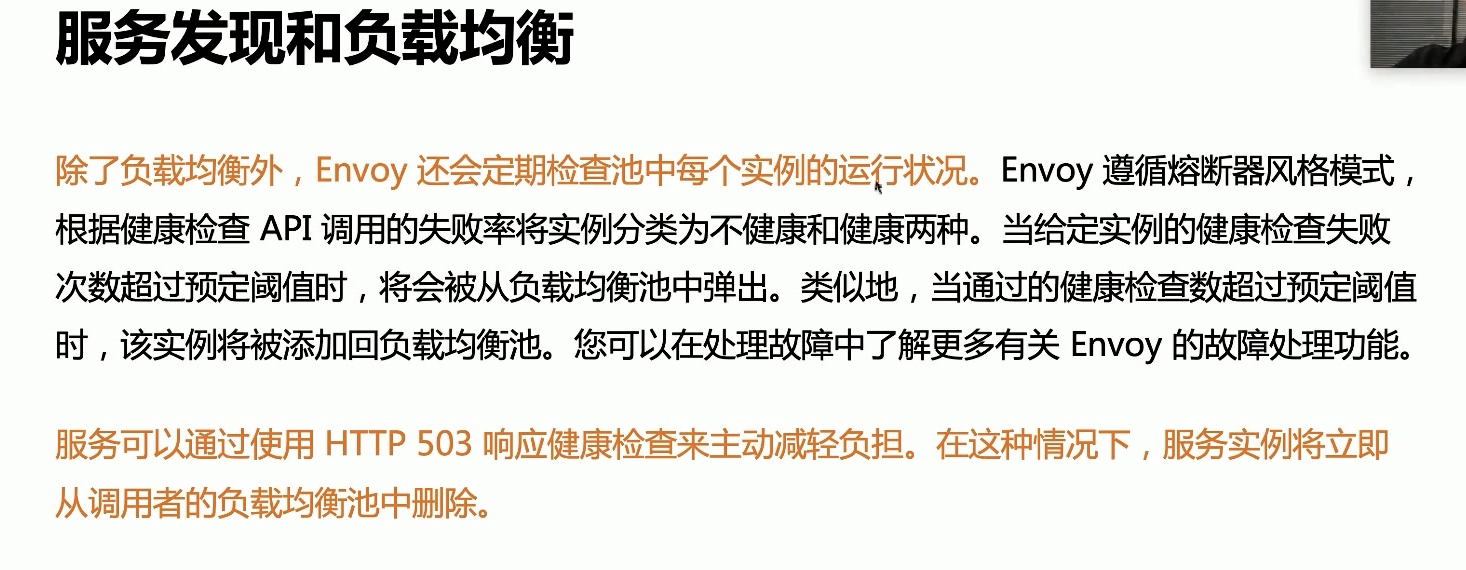 服务发现和负载均衡
除了负载均衡外，Envoy 还会定期检查池中每个实例的运行状况。Envoy 遵循熔断器风格模式，
根据健康检查 API 调用的失败率将实例分类为不健康和健康两种。当给定实例的健康检查失败
次数超过预定阈值时，将会被从负载均衡池中弹出。类似地，当通过的健康检查数超过预定阈值
时，该实例将被添加回负载均衡池。您可以在处理故障中了解更多有关 Envoy 的故障处理功能。
服务可以通过使用 HTTP 503 响应健康检查来主动减轻负担。在这种情况下，服务实例将立即
从调用者的负载均衡池中删除。